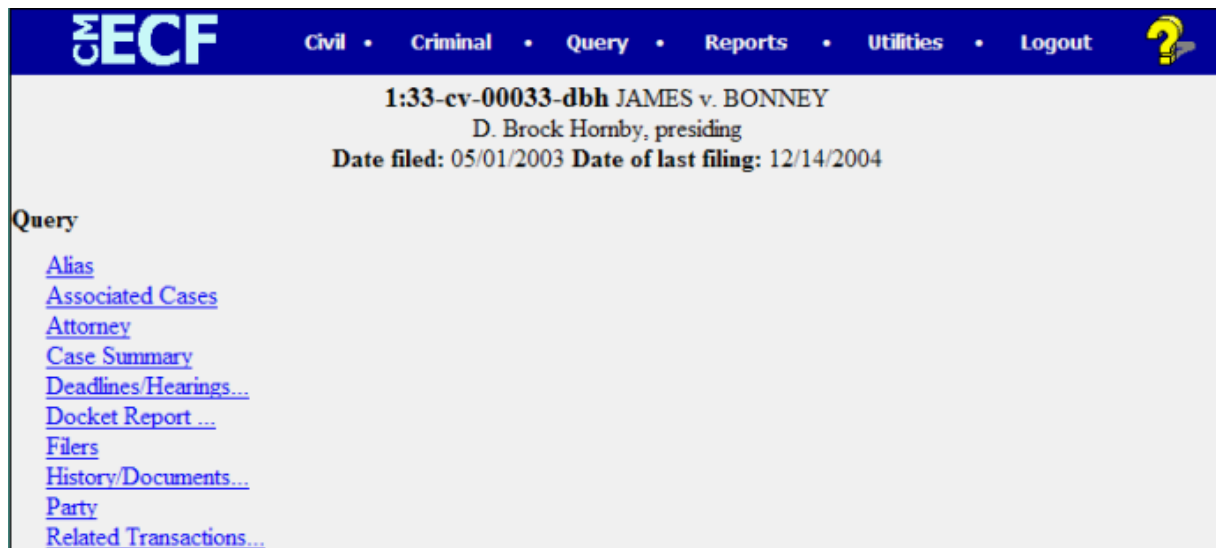 CM ECF Civil • Criminal • Query • Reports • Utilities • Logout ?
1:33-cv-00033-dbh JAMES v. BONNEY
D. Brock Hornby, presiding
Date filed: 05/01/2003 Date of last filing: 12/14/2004
Query
Alias
Associated Cases
Attorney
Case Summary
Deadlines/Hearings...
Docket Report ...
Filers
History/Documents...
Party
Related Transactions...